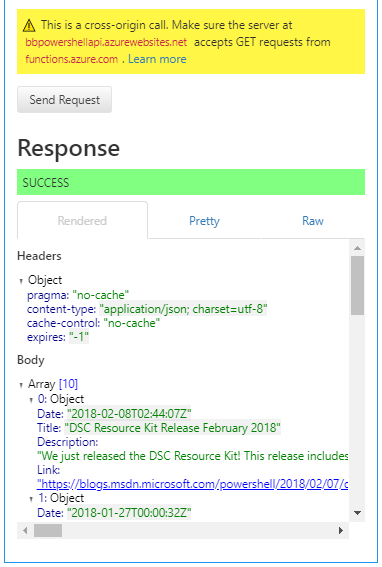 This is a cross-origin call. Make sure the server at
bbpowershellapi.azurewebsites.net accepts GET requests from
functions.azure.com . Learn more
Send Request
Response
SUCCESS
Rendered Pretty Raw
Headers
Object
pragma: "no-cache"
content-type: "application/json; charset=utf-8"
cache-control: "no-cache"
expires: "-1"
Body
Array [10]
0: Object
Date: "2018-02-08T02:44:07Z"
Title: "DSC Resource Kit Release February 2018"
Description:
"We just released the DSC Resource Kit! This release includes
Link:
"https://blogs.msdn.microsoft.com/powershell/2018/02/07/
1: Object
Date: "2018-01-27T00:00:32Z"